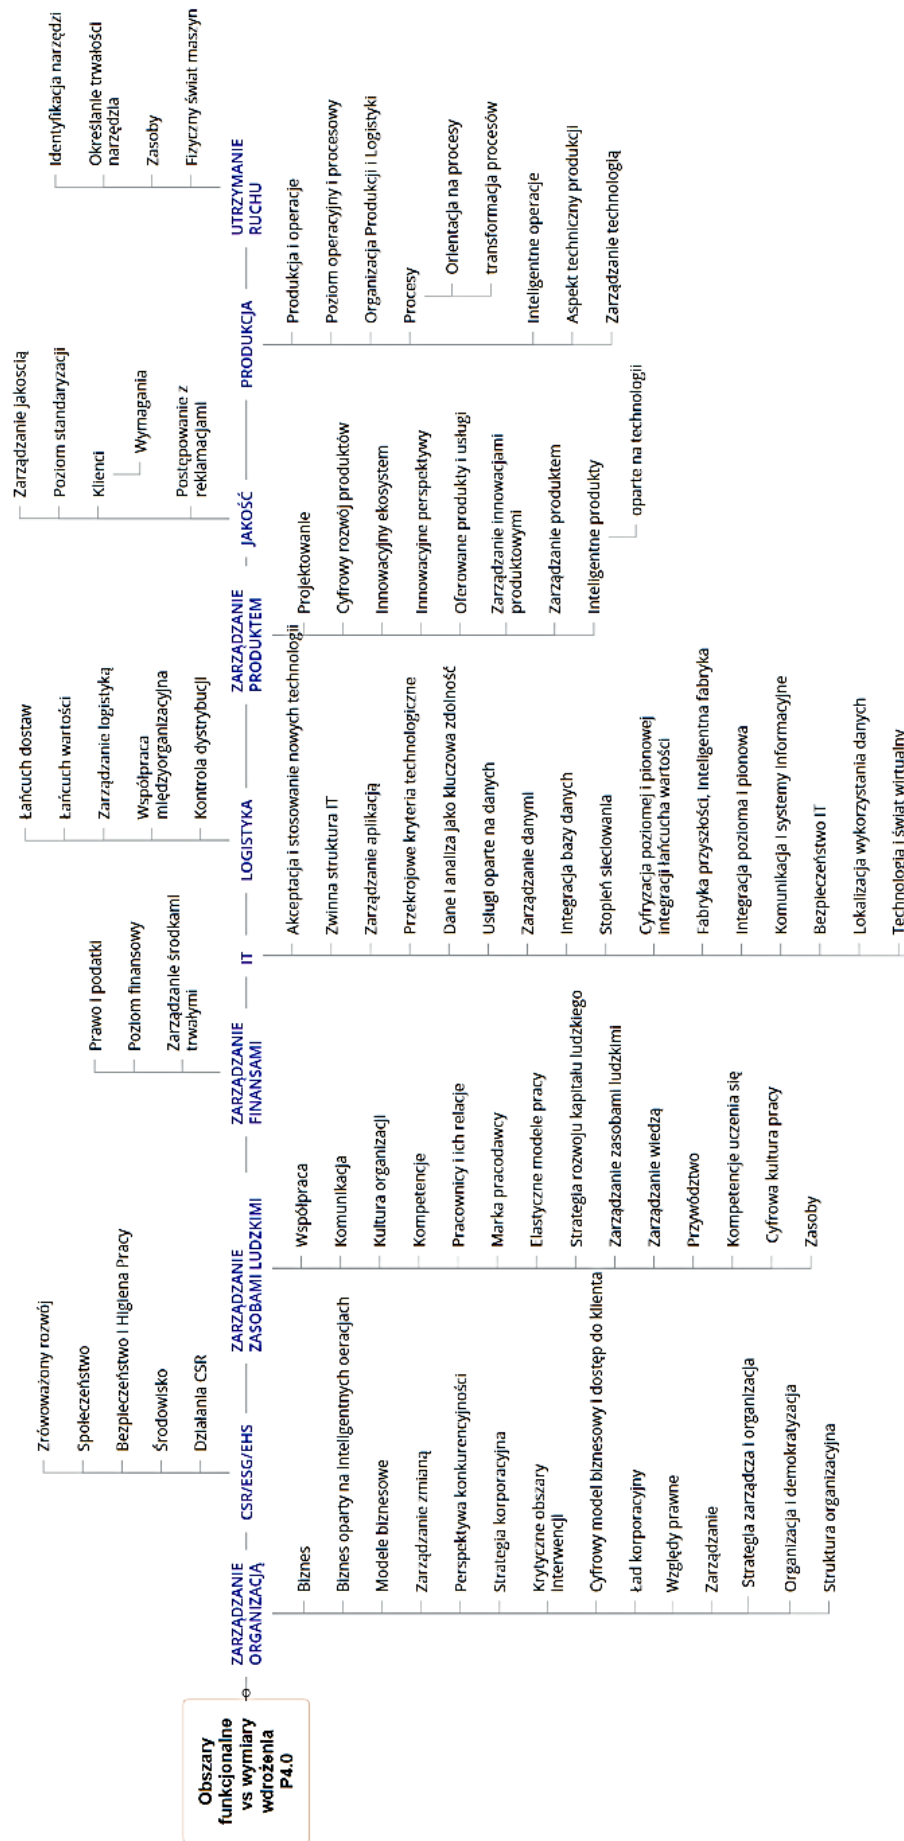 Obszary
funkcjonalne
vs wymiary
wdrożenia
P4.0
ZARZĄDZANIE
ORGANIZACJĄ
Biznes
Biznes oparty na Inteligentnych oeracjach
Modele biznesowe
Zarządzanie zmianą
Perspektywa konkurencyjności
Strategia korporacyjna
Krytyczne obszary
Interwencji
Cyfrowy model biznesowy i dostęp do klienta
Ład korporacyjny
Względy prawne
Zarządzanie
Strategia zarządcza i organizacja
Organizacja i demokratyzacja
Struktura organizacyjna
CSR/ESG/EHS
Zrównoważony rozwój
Społeczeństwo
Bezpieczeństwo i Higiena Pracy
Środowisko
Działania CSR
ZARZĄDZANIE
ZASOBAMI LUDZKIMI
Współpraca
Komunikacja
Kultura organizacji
Kompetencje
Pracownicy i ich relacje
Marka pracodawcy
Elastyczne modele pracy
Strategia rozwoju kapitału ludzkiego
Zarządzanie zasobami ludzkimi
Zarządzanie wiedzą
Przywództwo
Kompetencje uczenia się
Cyfrowa kultura pracy
Zasoby
ZARZĄDZANIE
FINANSAMI
Prawo i podatki
Poziom finansowy
Zarządzanie środkami
trwałymi
IT
Akceptacja i stosowanie nowych technologii
Zwinna struktura IT
Zarządzanie aplikacją
Przekrojowe kryteria technologiczne
Dane i analiza jako kluczowa zdolność
Usługi oparte na danych
Zarządzanie danymi
Integracja bazy danych
Stopień sieciowania
Cyfryzacja poziomej i pionowej
integracji łańcucha wartości
Fabryka przyszłości, Inteligentna fabryka
Integracja pozioma i pionowa
Komunikacja i systemy Informacyjne
Bezpieczeństwo IT
Lokalizacja wykorzystania danych
Technologia i świat wirtualny
LOGISTYKA
Łańcuch dostaw
Łańcuch wartości
Zarządzanie logistyką
Współpraca
międzyorganizacyjna
Kontrola dystrybucji
ZARZĄDZANIE
PRODUKTEM
Projektowanie
Cyfrowy rozwój produktów
Innowacyjny ekosystem
Innowacyjne perspektywy
Oferowane produkty i usługi
Zarządzanie innowacjami
produktowymi
Zarządzanie produktem
Inteligentne produkty
oparte na technologii
JAKOŚĆ
Zarządzanie jakoscią
Poziom standaryzacji
Klienci
Wymagania
Postępowanie z
reklamacjami
PRODUKCJA
Produkcja i operacje
Poziom operacyjny i procesowy
Organizacja Produkcji i Logistyki
Procesy
Orientacja na procesy
transformacja procesów
Inteligentne operacje
Aspekt techniczny produkcji
Zarządzanie technologią
UTRZYMANIE
RUCHU
Identyfikacja narzędzi
Określanie trwałości
narzędzia
Zasoby
Fizyczny świat maszyn